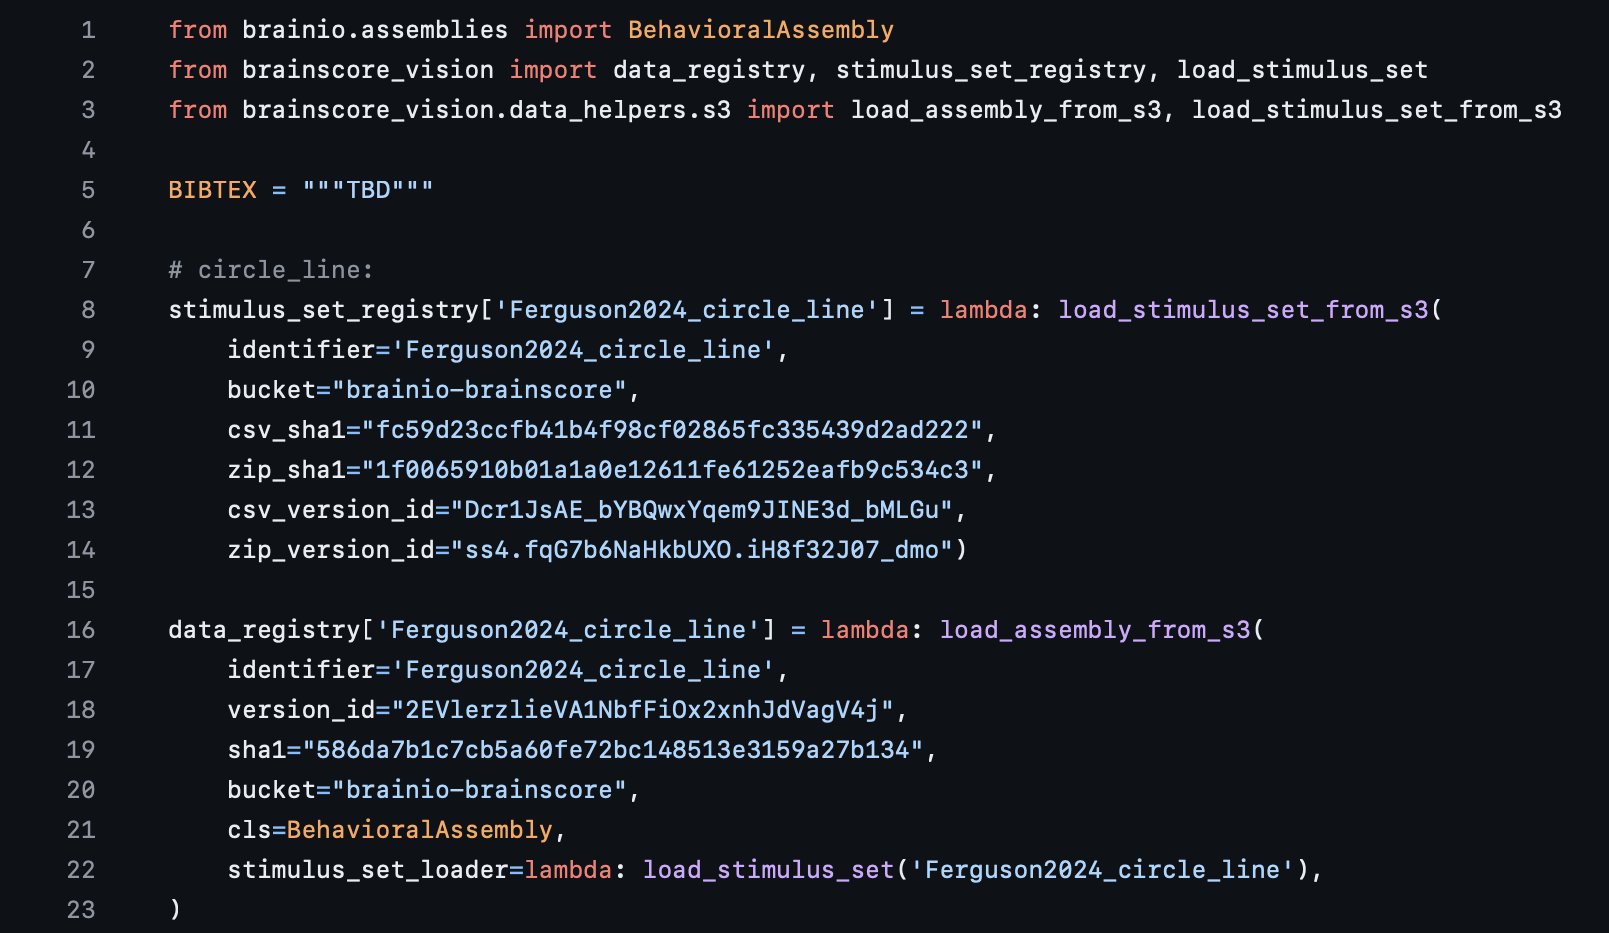 1 from brainio.assemblies import BehavioralAssembly
2 from brainscore_vision import data_registry, stimulus_set_registry, load_stimulus_set
3 from brainscore_vision.data_helpers.s3 import load_assembly_from_s3, load_stimulus_set_from_s3
4
5 BIBTEX = """TBD"""
6
7 # circle_line:
8 stimulus_set_registry['Ferguson2024_circle_line'] = lambda: load_stimulus_set_from_s3(
9     identifier='Ferguson2024_circle_line',
10     bucket="brainio-brainscore",
11     csv_sha1="fc59d23ccfb41b4f98cf02865fc335439d2ad222",
12     zip_sha1="1f0065910b01a1a0e12611fe61252eafb9c534c3",
13     csv_version_id="Dcr1JsAE_bYBQwxYqem9JINE3d_bMLGu",
14     zip_version_id="ss4.fqG7b6NaHkbUXO.iH8f32J07_dmo")
15
16 data_registry['Ferguson2024_circle_line'] = lambda: load_assembly_from_s3(
17     identifier='Ferguson2024_circle_line',
18     version_id="2EVlerzlieVA1NbfFiOx2xnhJdVagV4j",
19     sha1="586da7b1c7cb5a60fe72bc148513e3159a27b134",
20     bucket="brainio-brainscore",
21     cls=BehavioralAssembly,
22     stimulus_set_loader=lambda: load_stimulus_set('Ferguson2024_circle_line'),
23 )